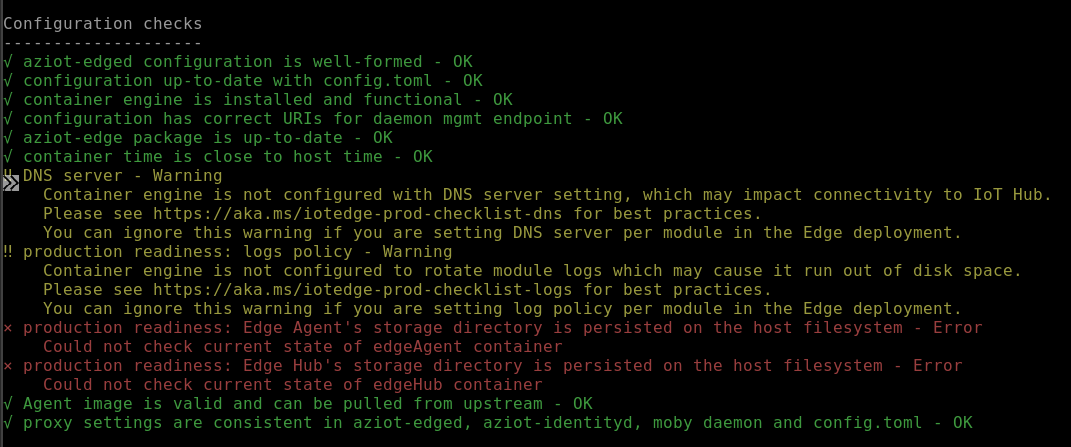 Configuration checks
--------------------
√ aziot-edged configuration is well-formed - OK
√ configuration up-to-date with config.toml - OK
√ container engine is installed and functional - OK
√ configuration has correct URIs for daemon mgmt endpoint - OK
√ aziot-edge package is up-to-date - OK
√ container time is close to host time - OK
‼ DNS server - Warning
    Container engine is not configured with DNS server setting, which may impact connectivity to IoT Hub.
    Please see https://aka.ms/iotedge-prod-checklist-dns for best practices.
    You can ignore this warning if you are setting DNS server per module in the Edge deployment.
‼ production readiness: logs policy - Warning
    Container engine is not configured to rotate module logs which may cause it run out of disk space.
    Please see https://aka.ms/iotedge-prod-checklist-logs for best practices.
    You can ignore this warning if you are setting log policy per module in the Edge deployment.
× production readiness: Edge Agent's storage directory is persisted on the host filesystem - Error
    Could not check current state of edgeAgent container
× production readiness: Edge Hub's storage directory is persisted on the host filesystem - Error
    Could not check current state of edgeHub container
√ Agent image is valid and can be pulled from upstream - OK
√ proxy settings are consistent in aziot-edged, aziot-identityd, moby daemon and config.toml - OK